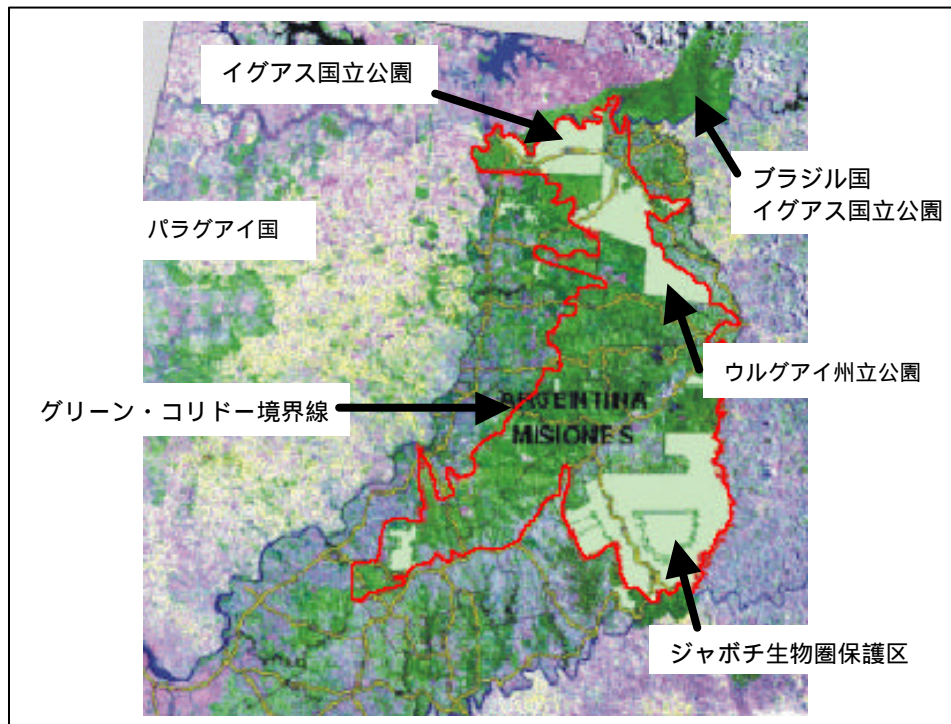 イグアス国立公園
ブラジル国
イグアス国立公園
パラグアイ国
ウルグアイ州立公園
グリーン・コリドー境界線
ARGENTINA
MISIONES
ジャボチ生物圏保護区